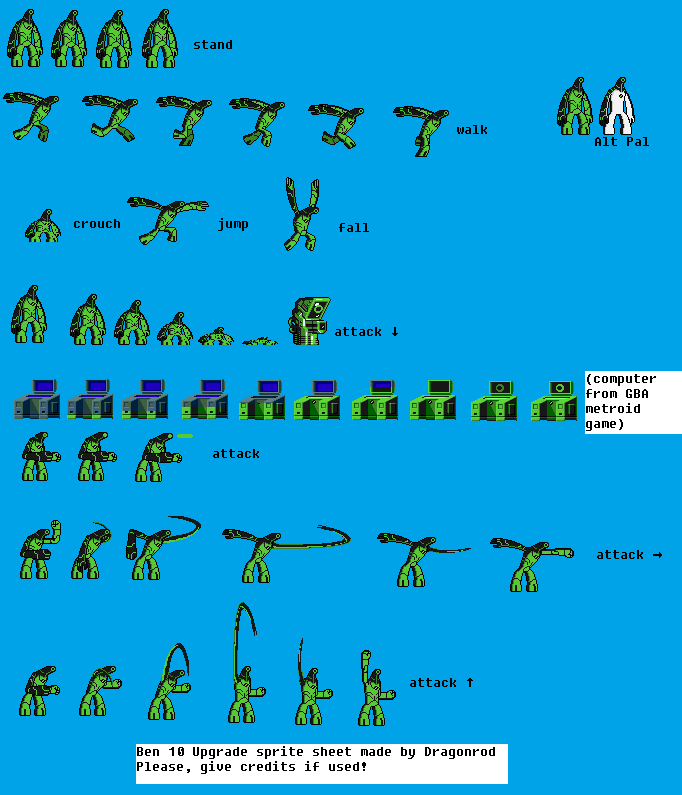 stand
walk
Alt Pal
crouch
jump
fall
attack ↓
(computer
from GBA
metroid
game)
attack
attack →
attack ↑
Ben 10 Upgrade sprite sheet made by Dragonrod
Please, give credits if used!